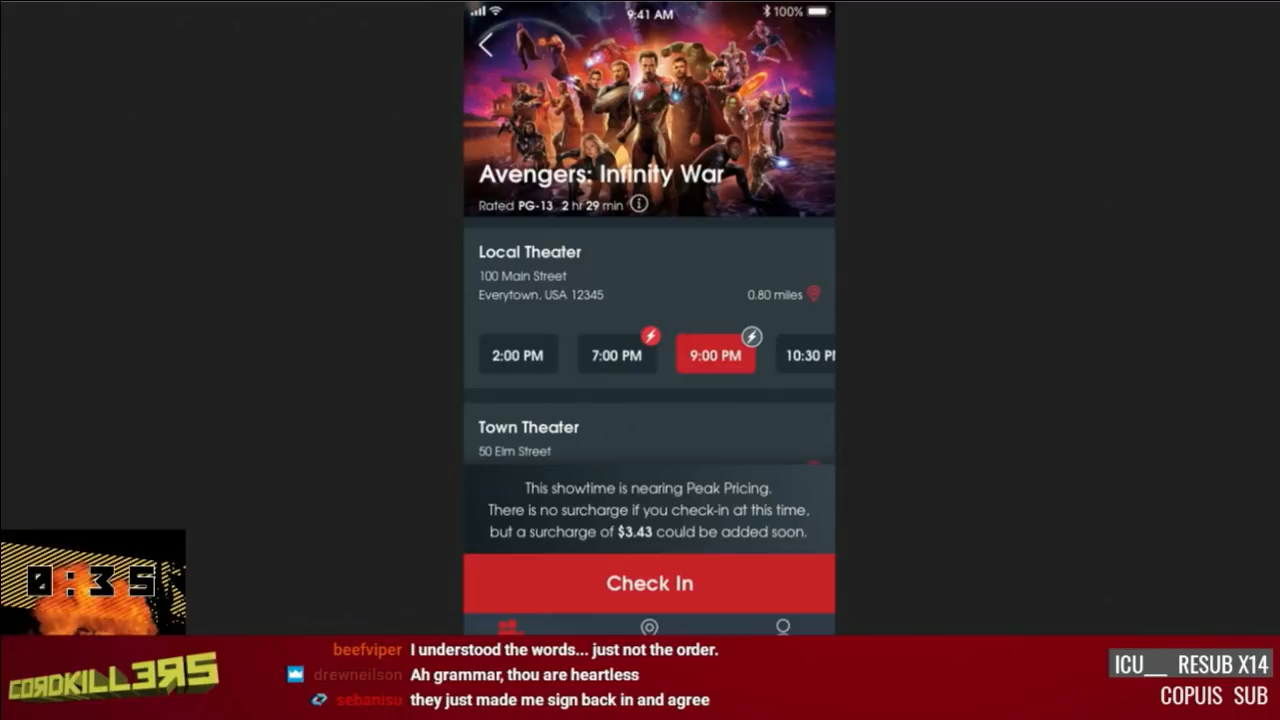 9:41 AM
100%
Avengers: Infinity War
Rated PG-13 2 hr 29 min
Local Theater
100 Main Street
Everytown, USA 12345
0.80 miles
2:00 PM
7:00 PM
9:00 PM
10:30 PM
Town Theater
50 Elm Street
This showtime is nearing Peak Pricing.
There is no surcharge if you check-in at this time,
but a surcharge of $3.43 could be added soon.
Check In
0:35
CORDKILLERS
beefviper I understood the words... just not the order.
drewneilson Ah grammar, thou are heartless
sebanisu they just made me sign back in and agree
ICU__ RESUB X14
COPUIS SUB